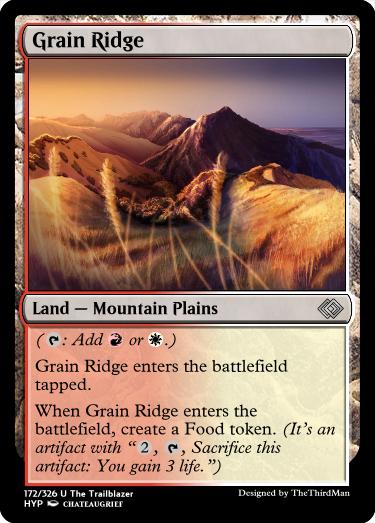 Grain Ridge
Land — Mountain Plains
( : Add or .)
Grain Ridge enters the battlefield
tapped.
When Grain Ridge enters the
battlefield, create a Food token. (It's an
artifact with “ 2 , , Sacrifice this
artifact: You gain 3 life.”)
172/326 U The Trailblazer
Designed by TheThirdMan
HYP CHATEAUGRIEF